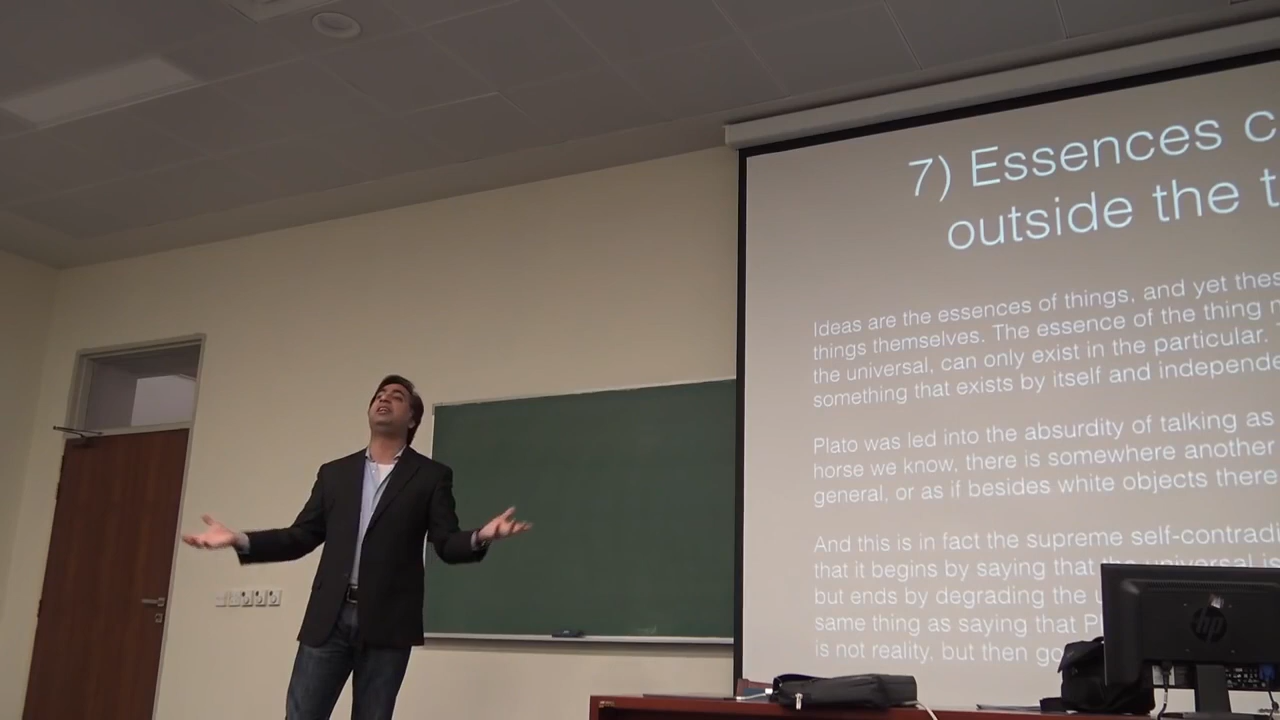 7) Essences c
outside the t
Ideas are the essences of things, and yet thes
things themselves. The essence of the thing
the universal, can only exist in the particular.
something that exists by itself and independe
Plato was led into the absurdity of talking as
horse we know, there is somewhere another
general, or as if besides white objects there
And this is in fact the supreme self-contradi
that it begins by saying that the universal is
but ends by degrading the u
same thing as saying that P
is not reality, but then go
hp